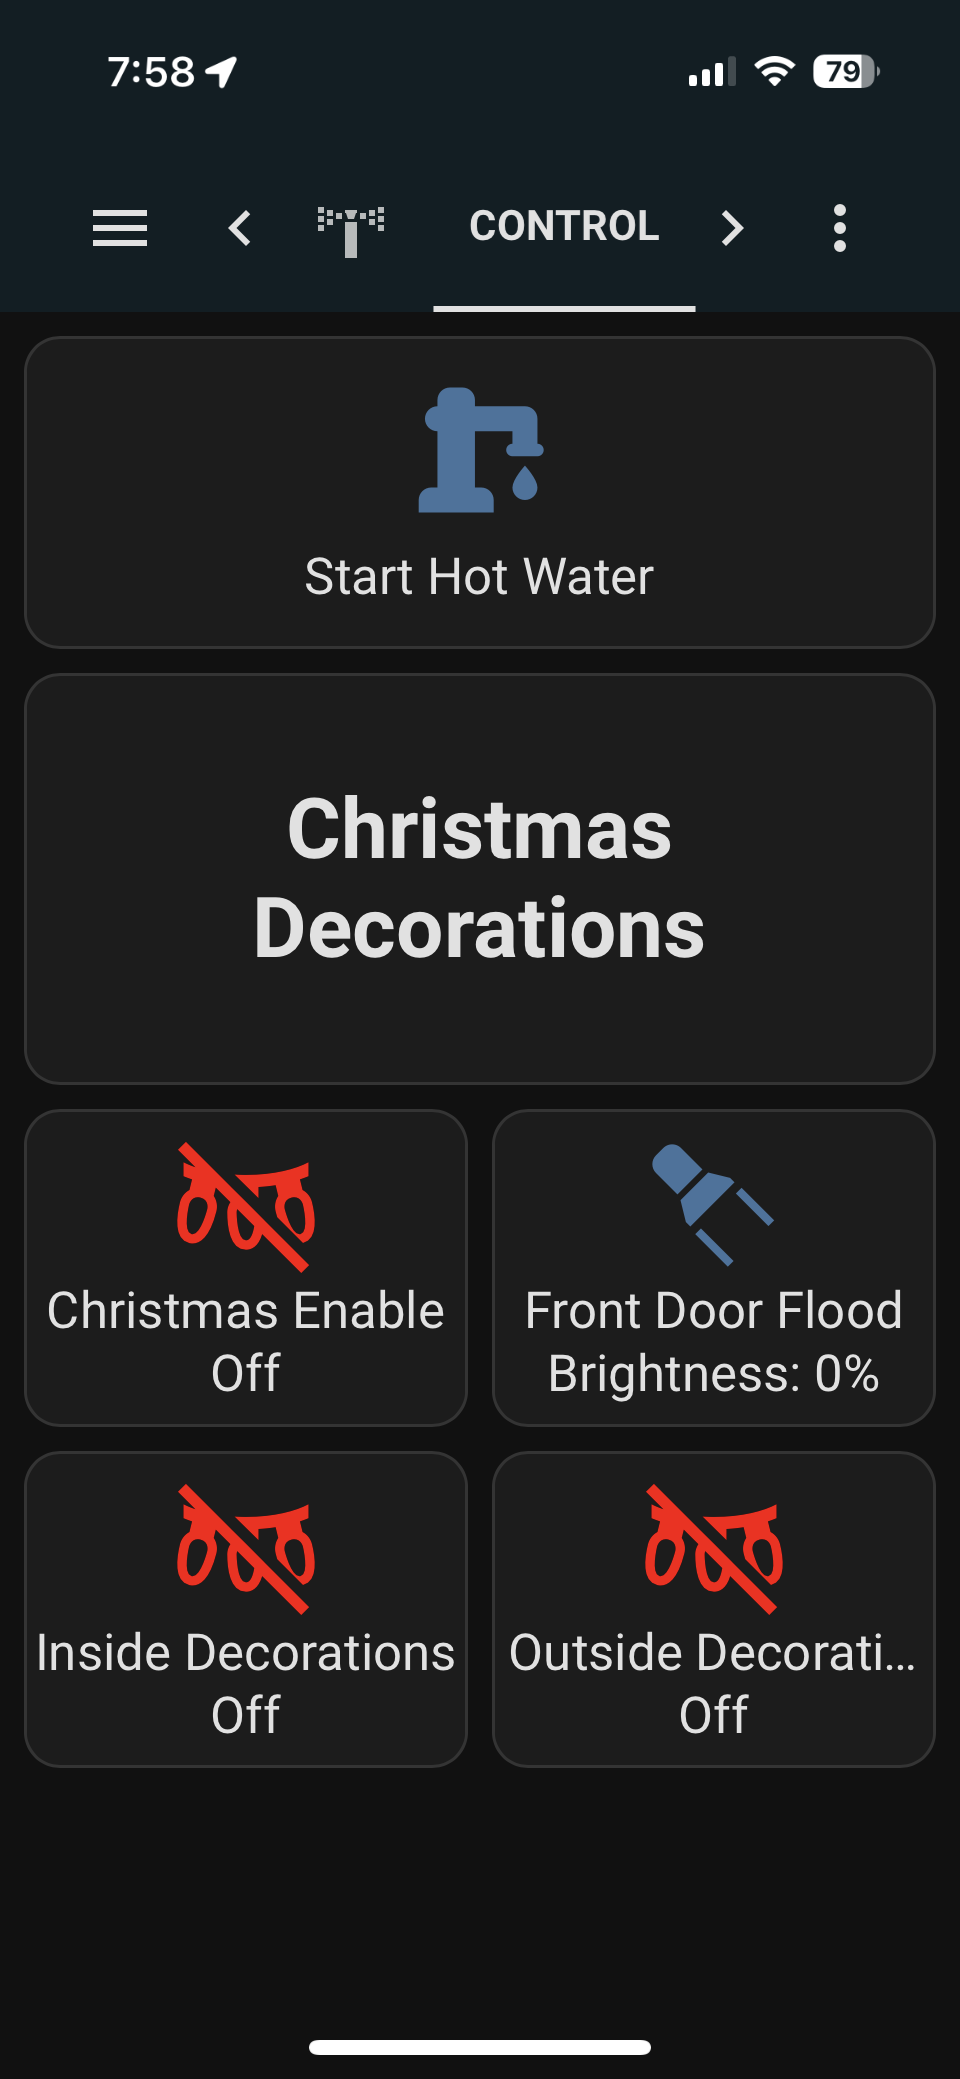 7:58
79
CONTROL
Start Hot Water
Christmas
Decorations
Christmas Enable
Off
Front Door Flood
Brightness: 0%
Inside Decorations
Off
Outside Decorati...
Off